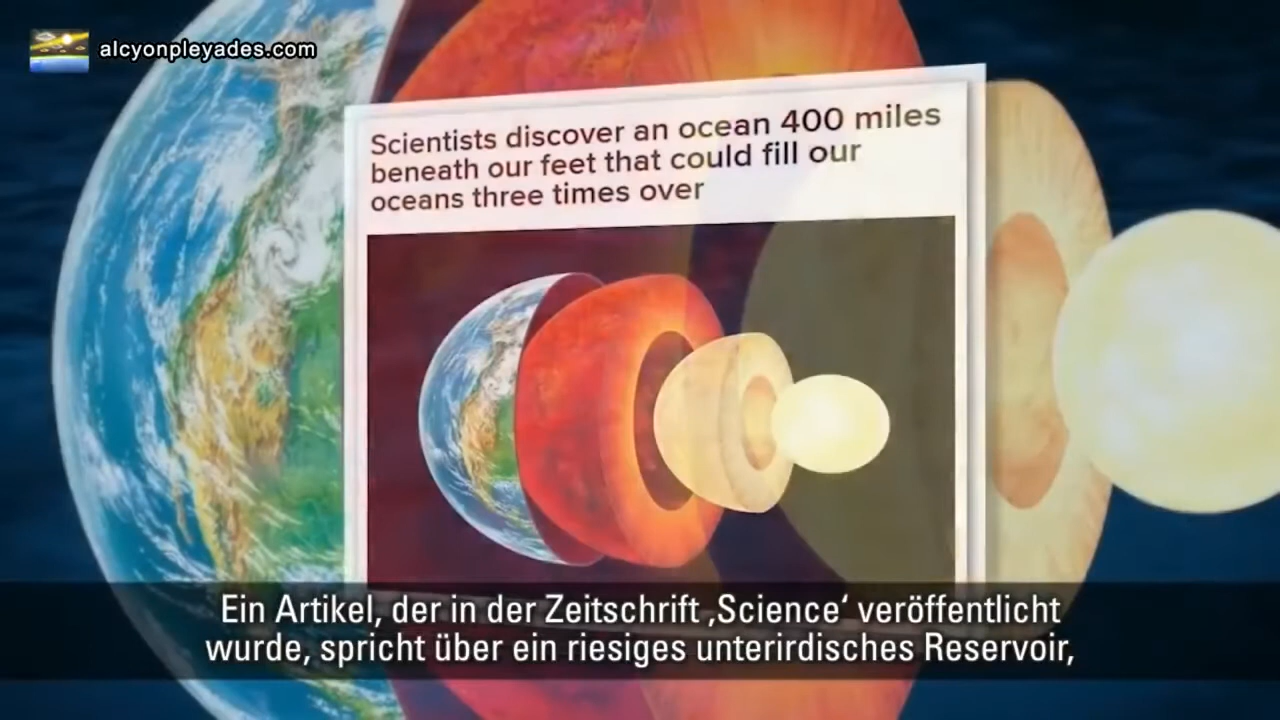 alcyonpleyades.com
Scientists discover an ocean 400 miles
beneath our feet that could fill our
oceans three times over
Ein Artikel, der in der Zeitschrift ‚Science‘ veröffentlicht
wurde, spricht über ein riesiges unterirdisches Reservoir,